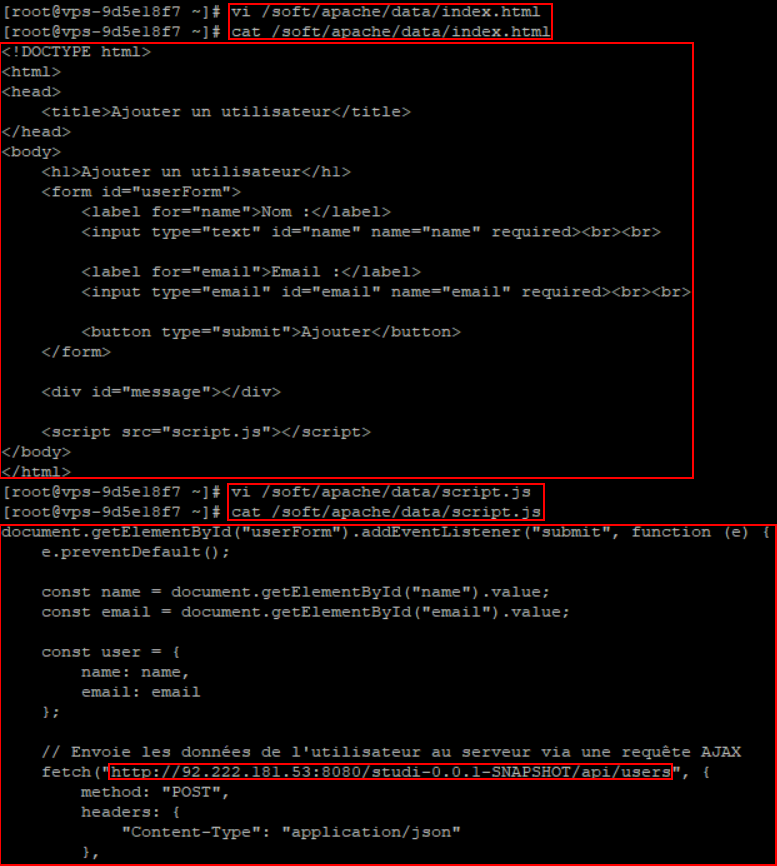 [root@vps-9d5e18f7 ~]# vi /soft/apache/data/index.html
[root@vps-9d5e18f7 ~]# cat /soft/apache/data/index.html
<!DOCTYPE html>
<html>
<head>
    <title>Ajouter un utilisateur</title>
</head>
<body>
    <h1>Ajouter un utilisateur</h1>
    <form id="userForm">
        <label for="name">Nom :</label>
        <input type="text" id="name" name="name" required><br><br>

        <label for="email">Email :</label>
        <input type="email" id="email" name="email" required><br><br>

        <button type="submit">Ajouter</button>
    </form>

    <div id="message"></div>

    <script src="script.js"></script>
</body>
</html>
[root@vps-9d5e18f7 ~]# vi /soft/apache/data/script.js
[root@vps-9d5e18f7 ~]# cat /soft/apache/data/script.js
document.getElementById("userForm").addEventListener("submit", function (e) {
    e.preventDefault();

    const name = document.getElementById("name").value;
    const email = document.getElementById("email").value;

    const user = {
        name: name,
        email: email
    };

    // Envoie les données de l'utilisateur au serveur via une requête AJAX
    fetch("http://92.222.181.53:8080/studi-0.0.1-SNAPSHOT/api/users", {
        method: "POST",
        headers: {
            "Content-Type": "application/json"
        },